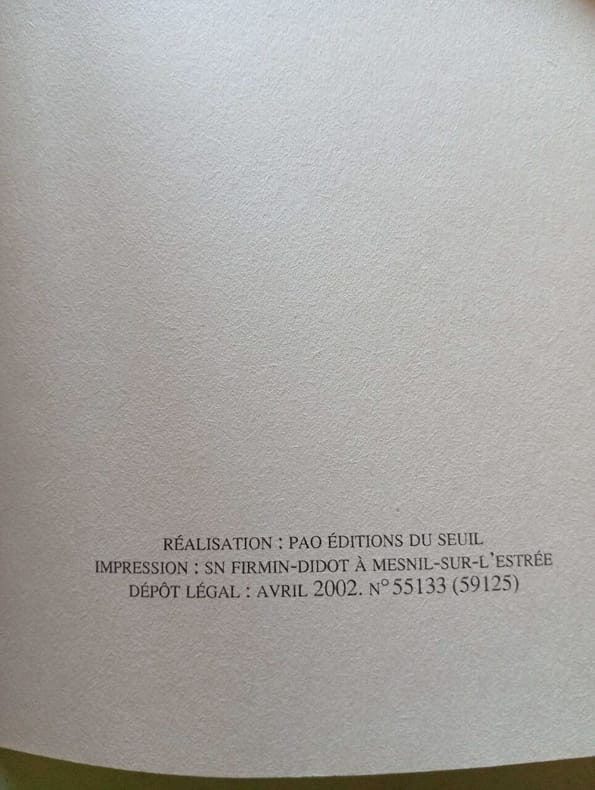 RÉALISATION : PAO ÉDITIONS DU SEUIL
IMPRESSION : SN FIRMIN-DIDOT À MESNIL-SUR-L'ESTRÉE
DÉPÔT LÉGAL : AVRIL 2002. N° 55133 (59125)